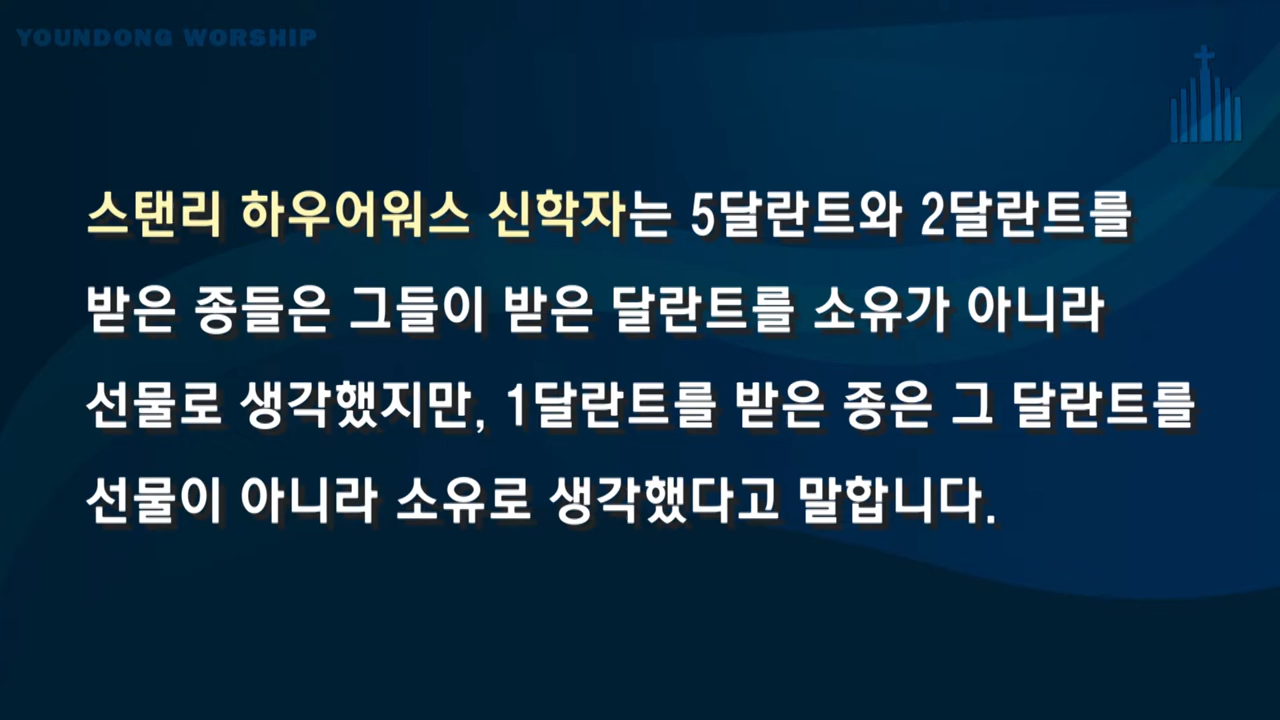 YOUNDONG WORSHIP
스탠리 하우어워스 신학자는 5달란트와 2달란트를
받은 종들은 그들이 받은 달란트를 소유가 아니라
선물로 생각했지만, 1달란트를 받은 종은 그 달란트를
선물이 아니라 소유로 생각했다고 말합니다.